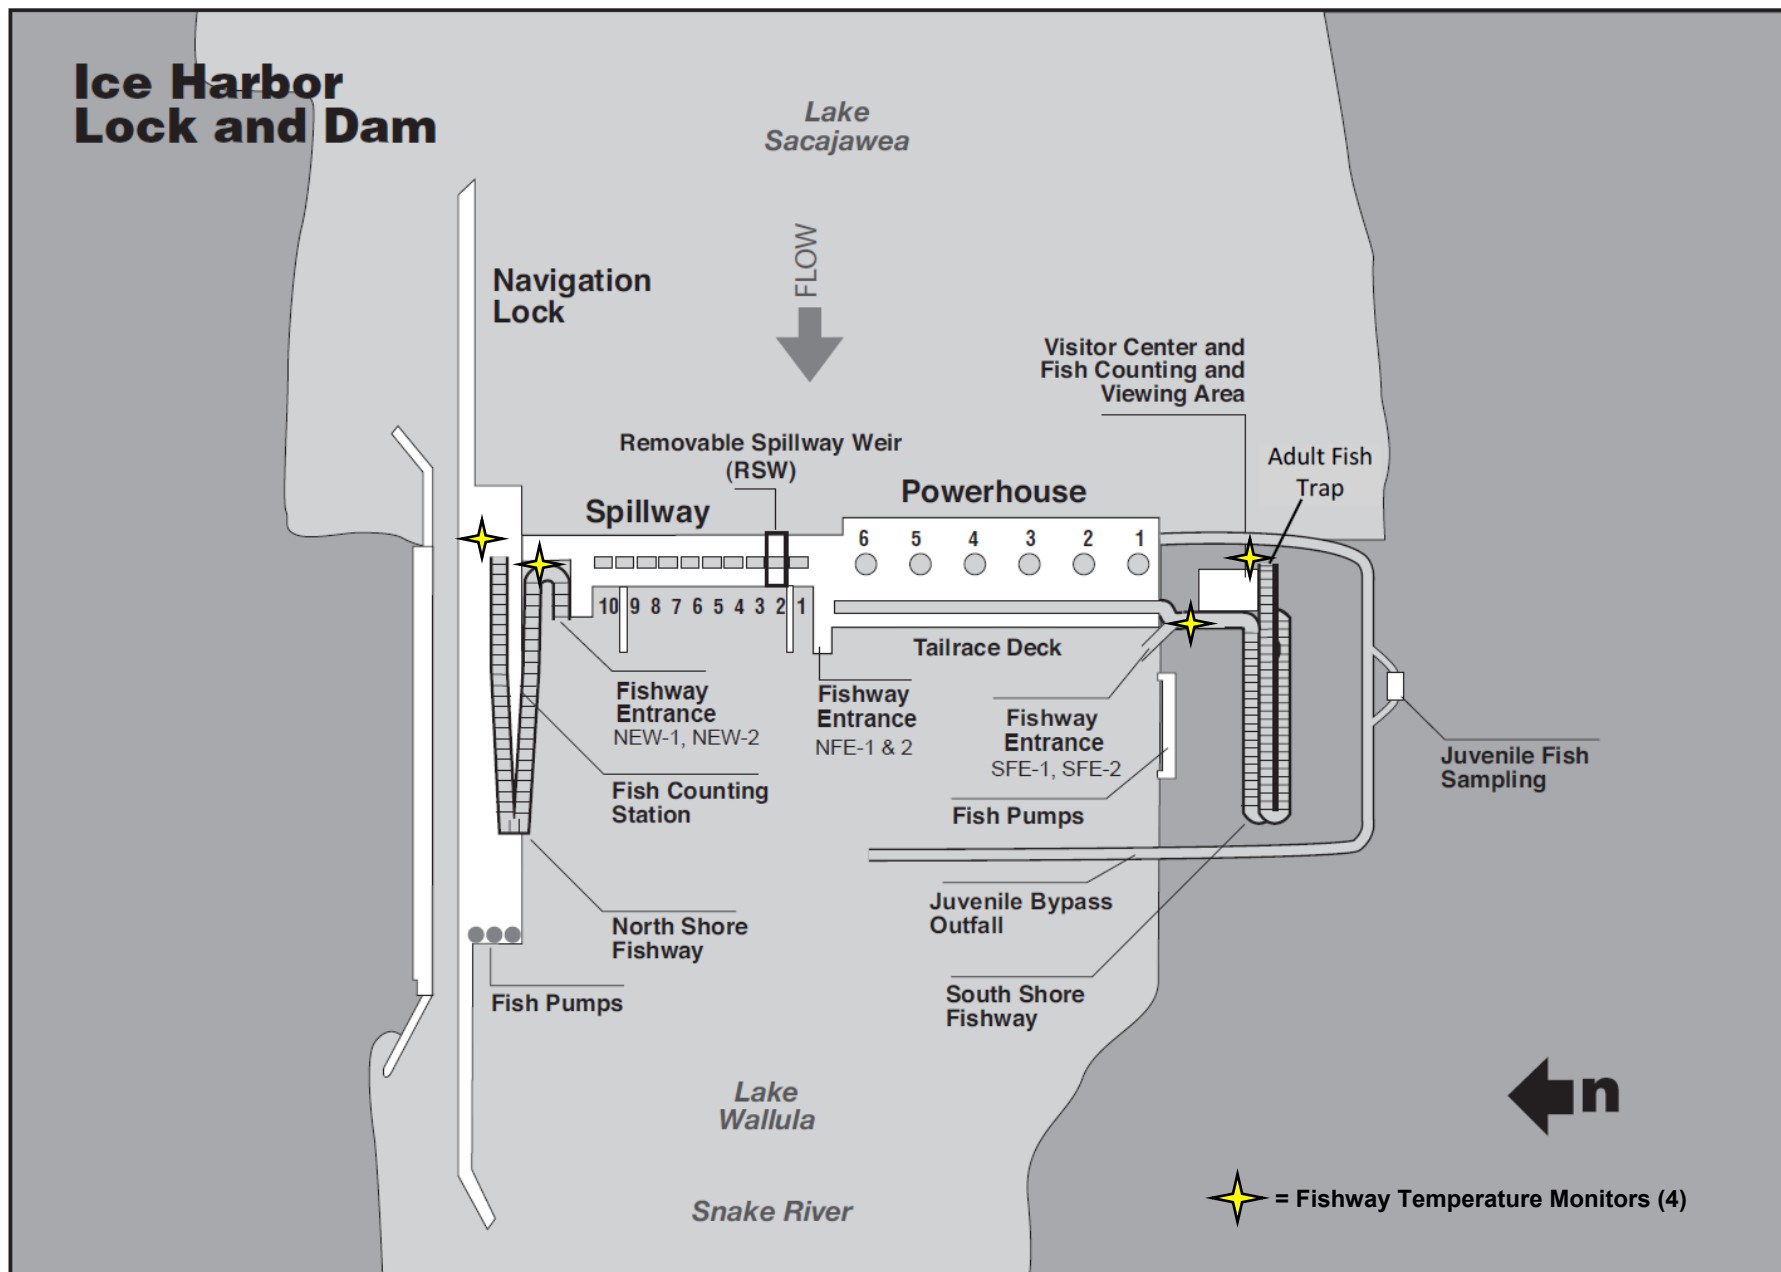 Ice Harbor
Lock and Dam
Lake
Sacajawea
FLOW
Navigation
Lock
Visitor Center and
Fish Counting and
Viewing Area
Adult Fish
Trap
Removable Spillway Weir
(RSW)
Spillway
Powerhouse
6 5 4 3 2 1
10 9 8 7 6 5 4 3 2 1
Tailrace Deck
Fishway
Entrance
NEW-1, NEW-2
Fishway
Entrance
NFE-1 & 2
Fishway
Entrance
SFE-1, SFE-2
Juvenile Fish
Sampling
Fish Counting
Station
Fish Pumps
North Shore
Fishway
Juvenile Bypass
Outfall
Fish Pumps
South Shore
Fishway
Lake
Wallula
n
Snake River
= Fishway Temperature Monitors (4)